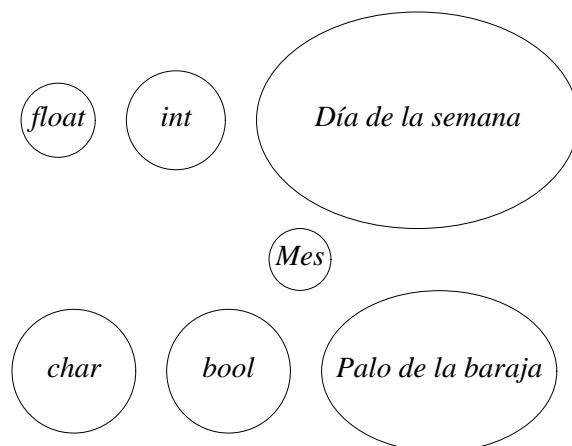 float int Día de la semana
Mes
char bool Palo de la baraja